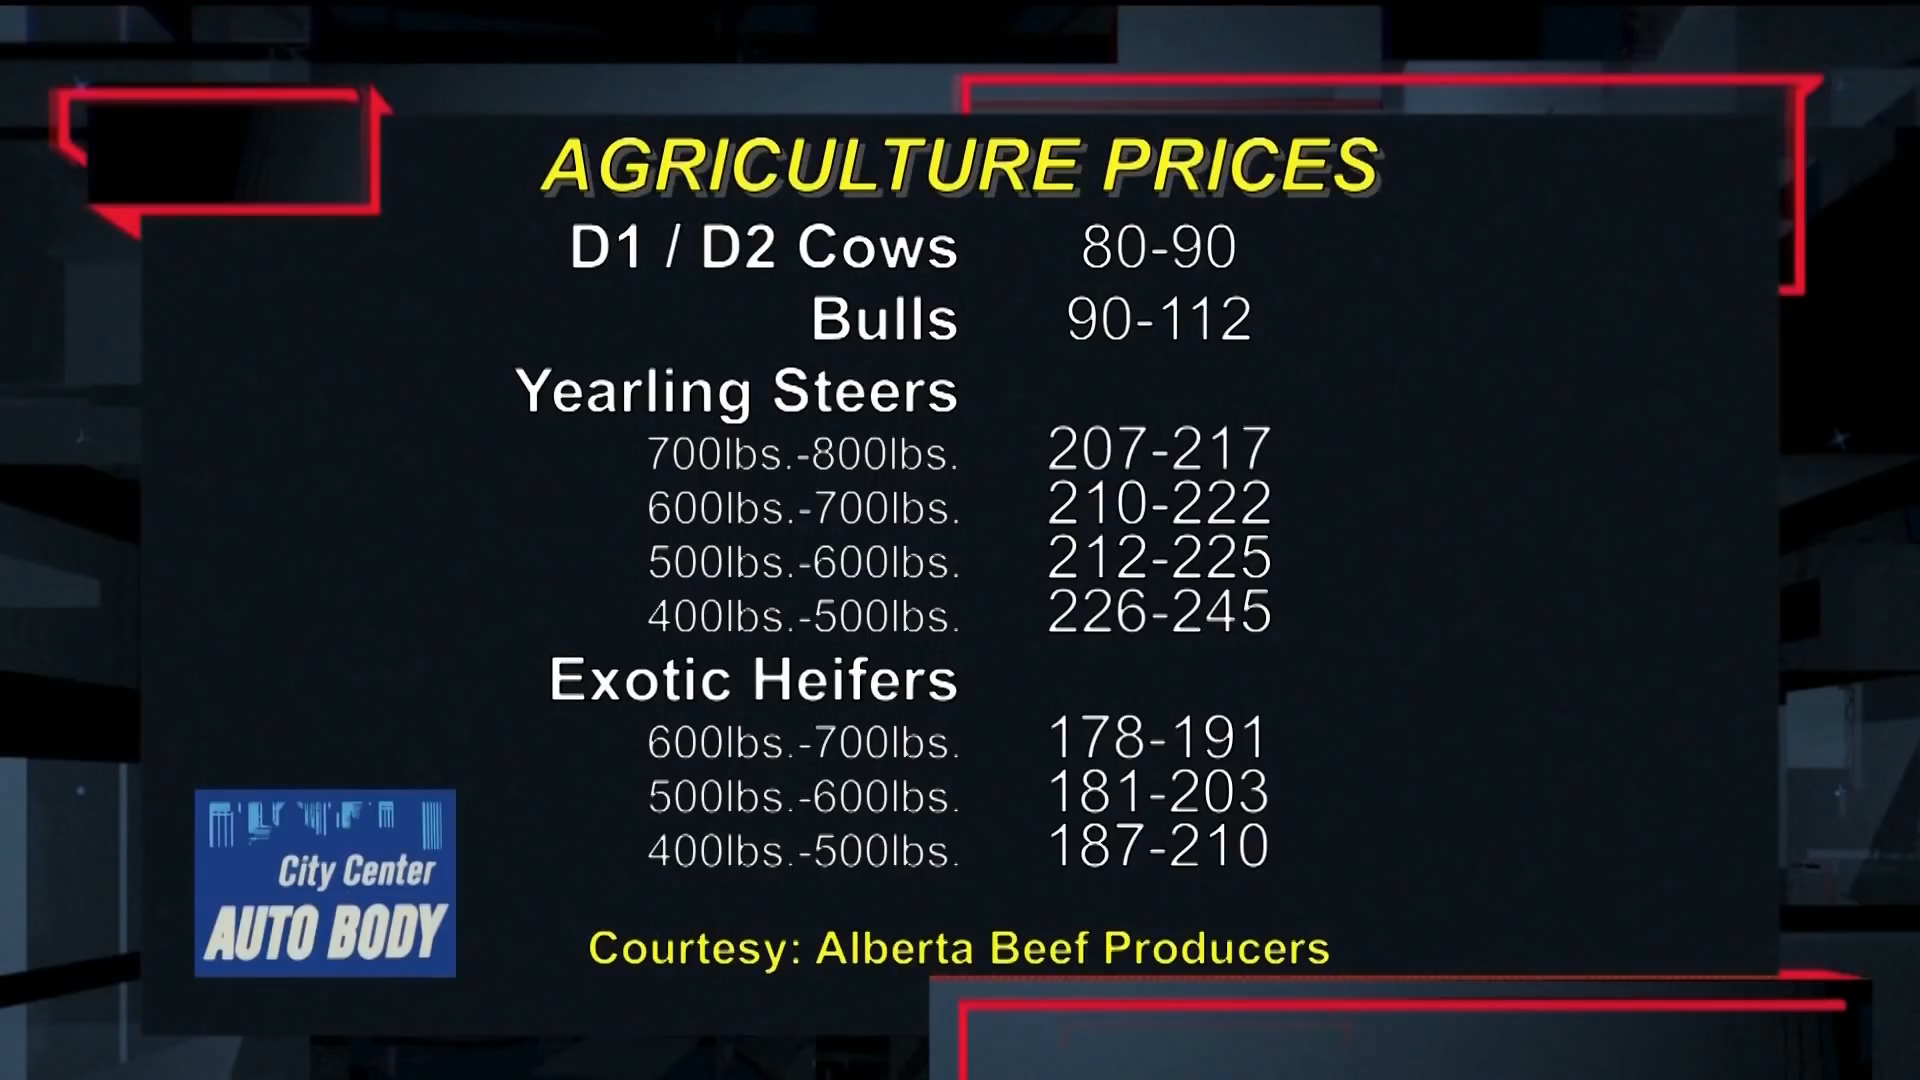 AGRICULTURE PRICES
D1 / D2 Cows 80-90
Bulls 90-112
Yearling Steers
700lbs.-800lbs. 207-217
600lbs.-700lbs. 210-222
500lbs.-600lbs. 212-225
400lbs.-500lbs. 226-245
Exotic Heifers
600lbs.-700lbs. 178-191
500lbs.-600lbs. 181-203
400lbs.-500lbs. 187-210
City Center
AUTO BODY
Courtesy: Alberta Beef Producers